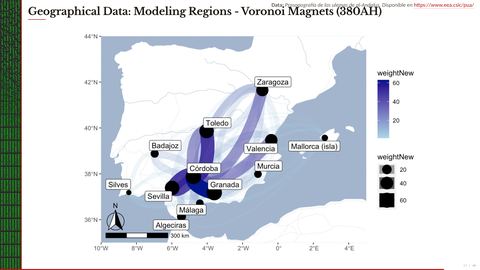 Data: Prosopografía de los ulemas de al-Andalus. Disponible en https://www.eea.csic/pua/
Geographical Data: Modeling Regions - Voronoi Magnets (380AH)
44°N
42°N
40°N
38°N
36°N
Zaragoza
Toledo
Badajoz
Valencia
Mallorca (isla)
Córdoba
Murcia
Silves
Granada
Sevilla
Málaga
Algeciras
N
300 km
10°W
8°W
6°W
4°W
2°W
0°
2°E
4°E
weightNew
60
40
20
weightNew
20
40
60